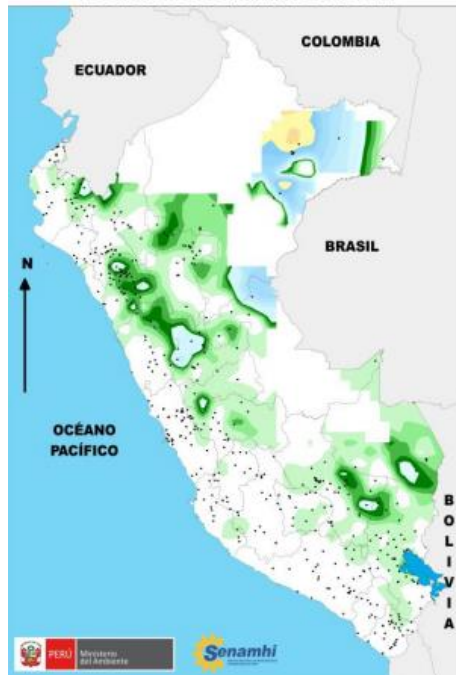 COLOMBIA
ECUADOR
BRASIL
N
OCÉANO
PACÍFICO
B
O
L
I
V
I
A
PERÚ
Ministerio
del Ambiente
Senamhi